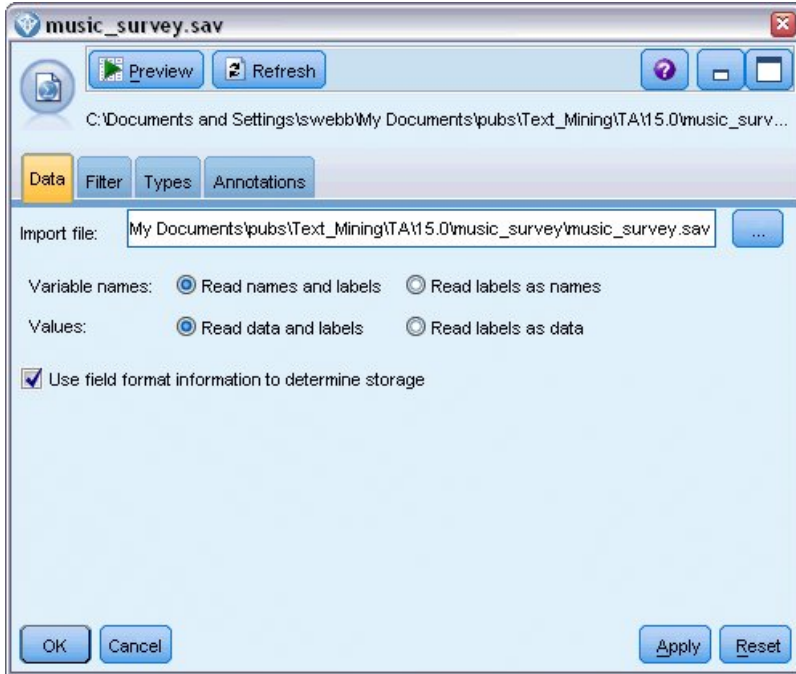 music_survey.sav
Preview Refresh ?
C:\Documents and Settings\swebb\My Documents\pubs\Text_Mining\TA\15.0\music_surv...
Data Filter Types Annotations
Import file: My Documents\pubs\Text_Mining\TA\15.0\music_survey\music_survey.sav ...
Variable names: Read names and labels Read labels as names
Values: Read data and labels Read labels as data
Use field format information to determine storage
OK Cancel Apply Reset